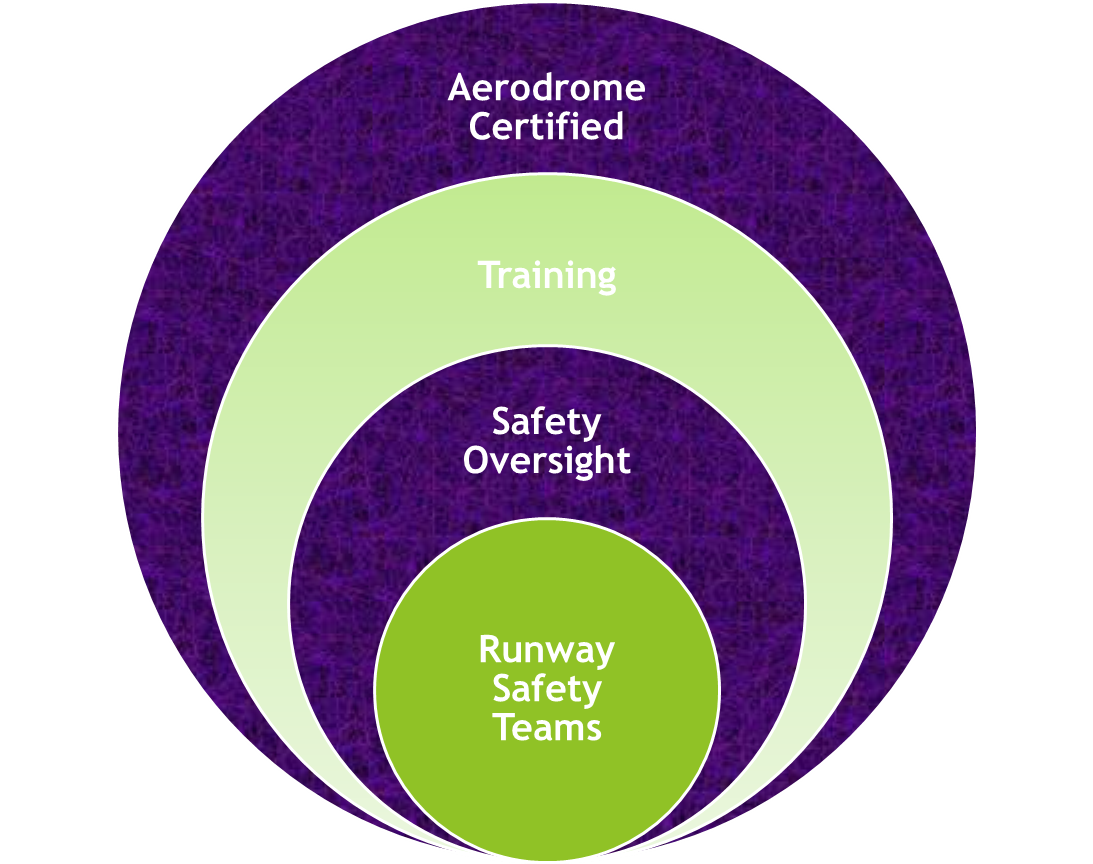 Aerodrome
Certified
Training
Safety
Oversight
Runway
Safety
Teams